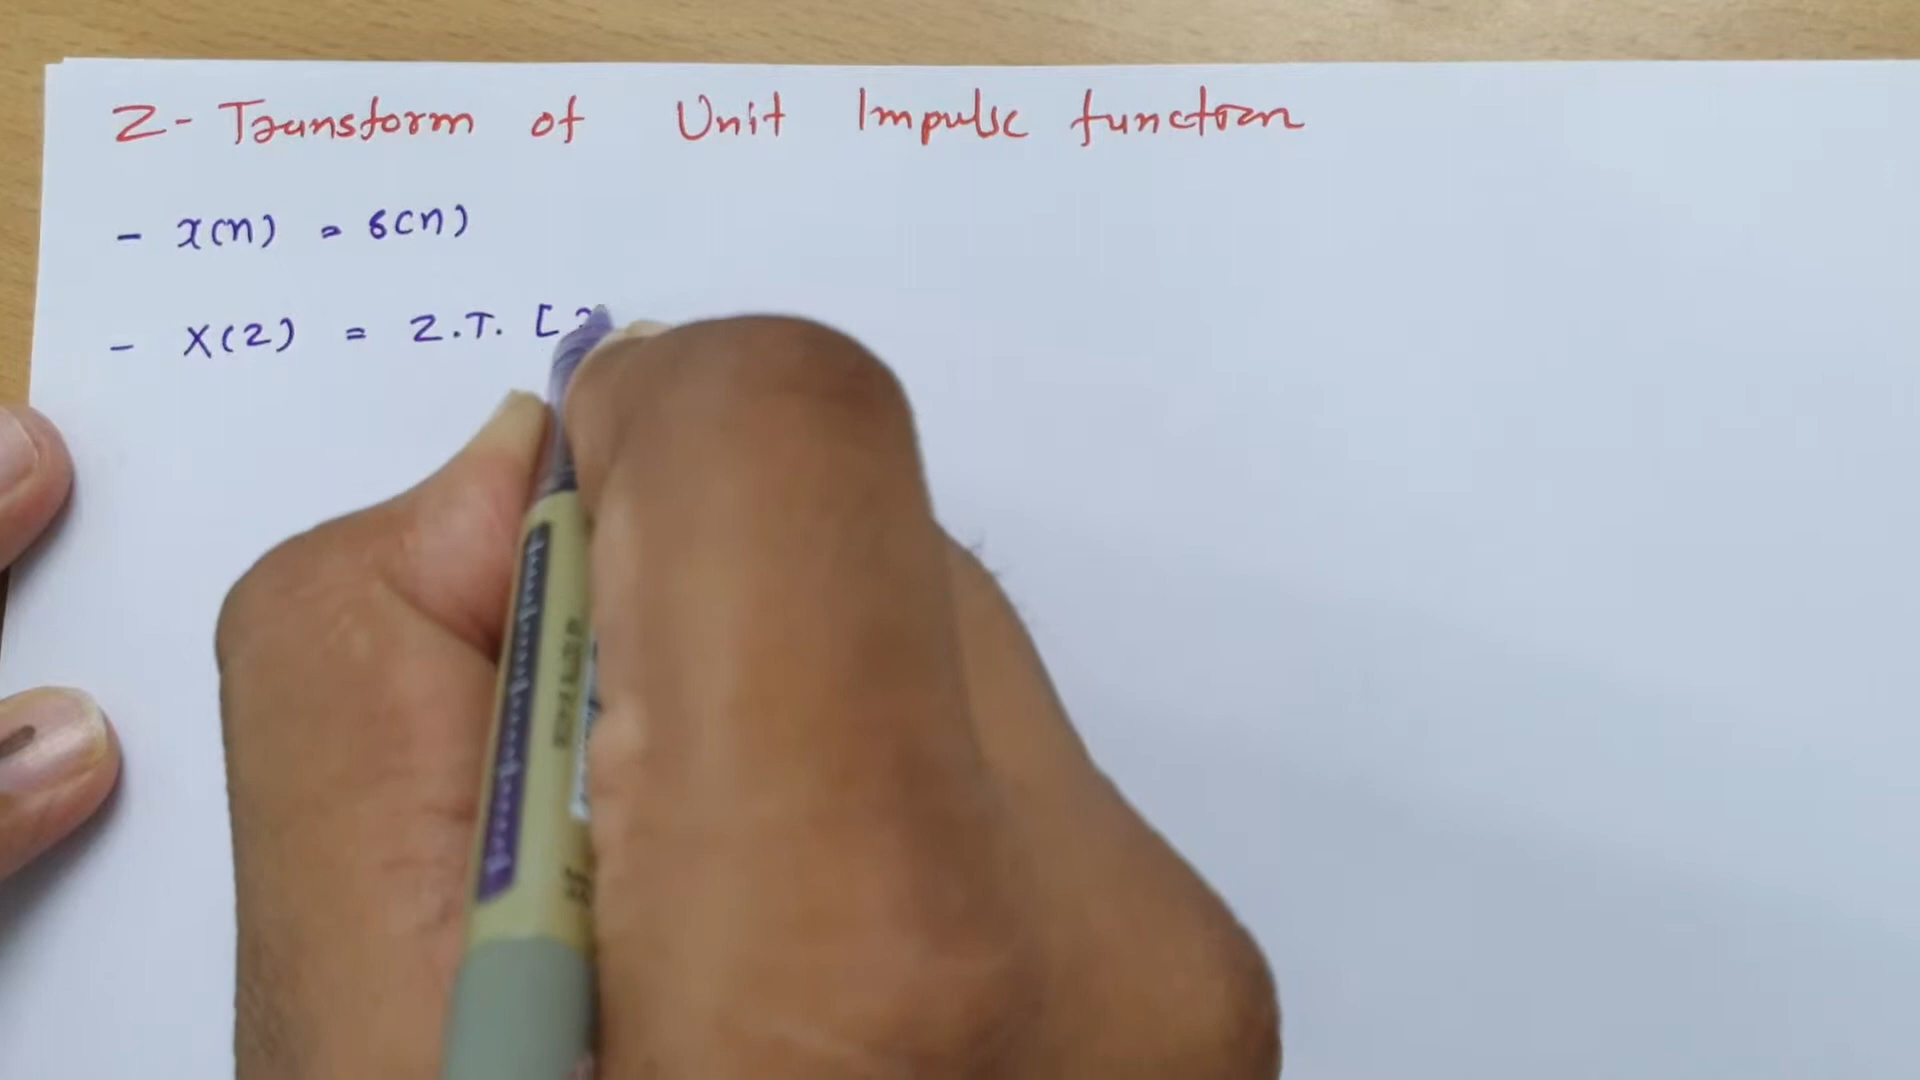 Z-Transform of Unit Impulse function
- x(n) = δ(n)
- X(Z) = Z.T. [